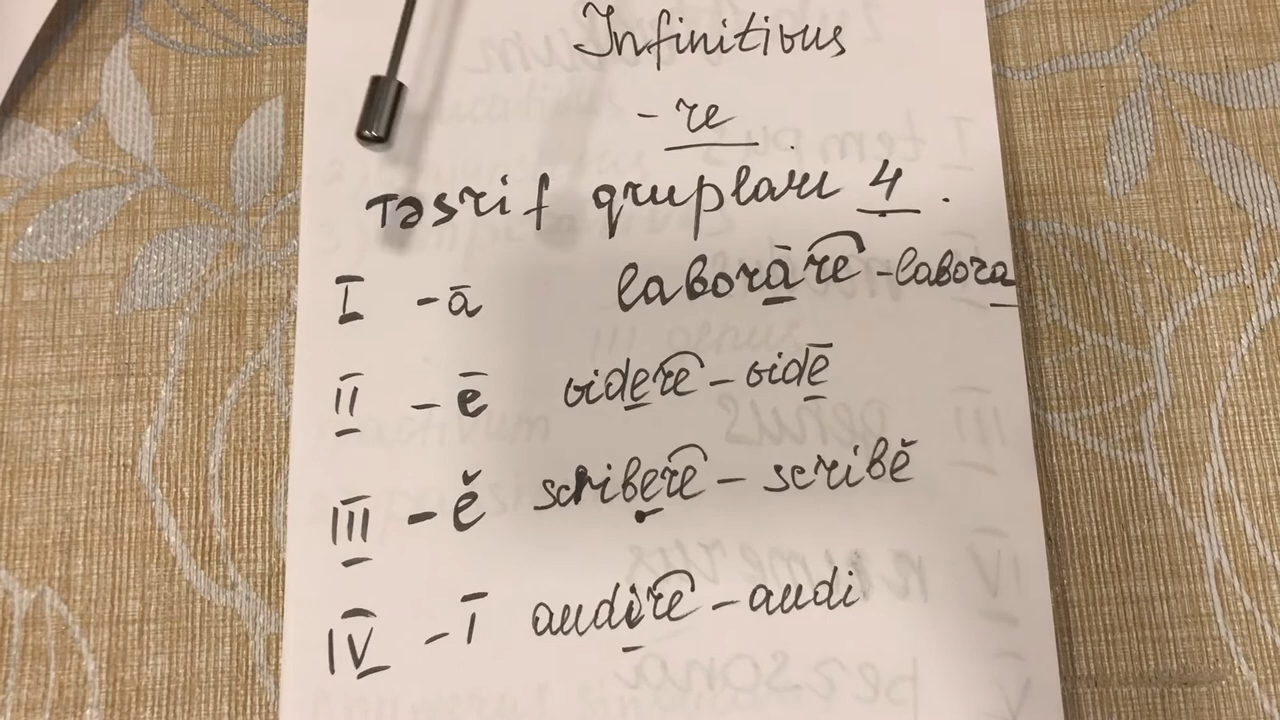 Infinitivus
- re
Təsrif qrupları 4.
I - ā laborāre - labora
II - ē videre - vidē
III - ĕ scribere - scribĕ
IV - ī audire - audi